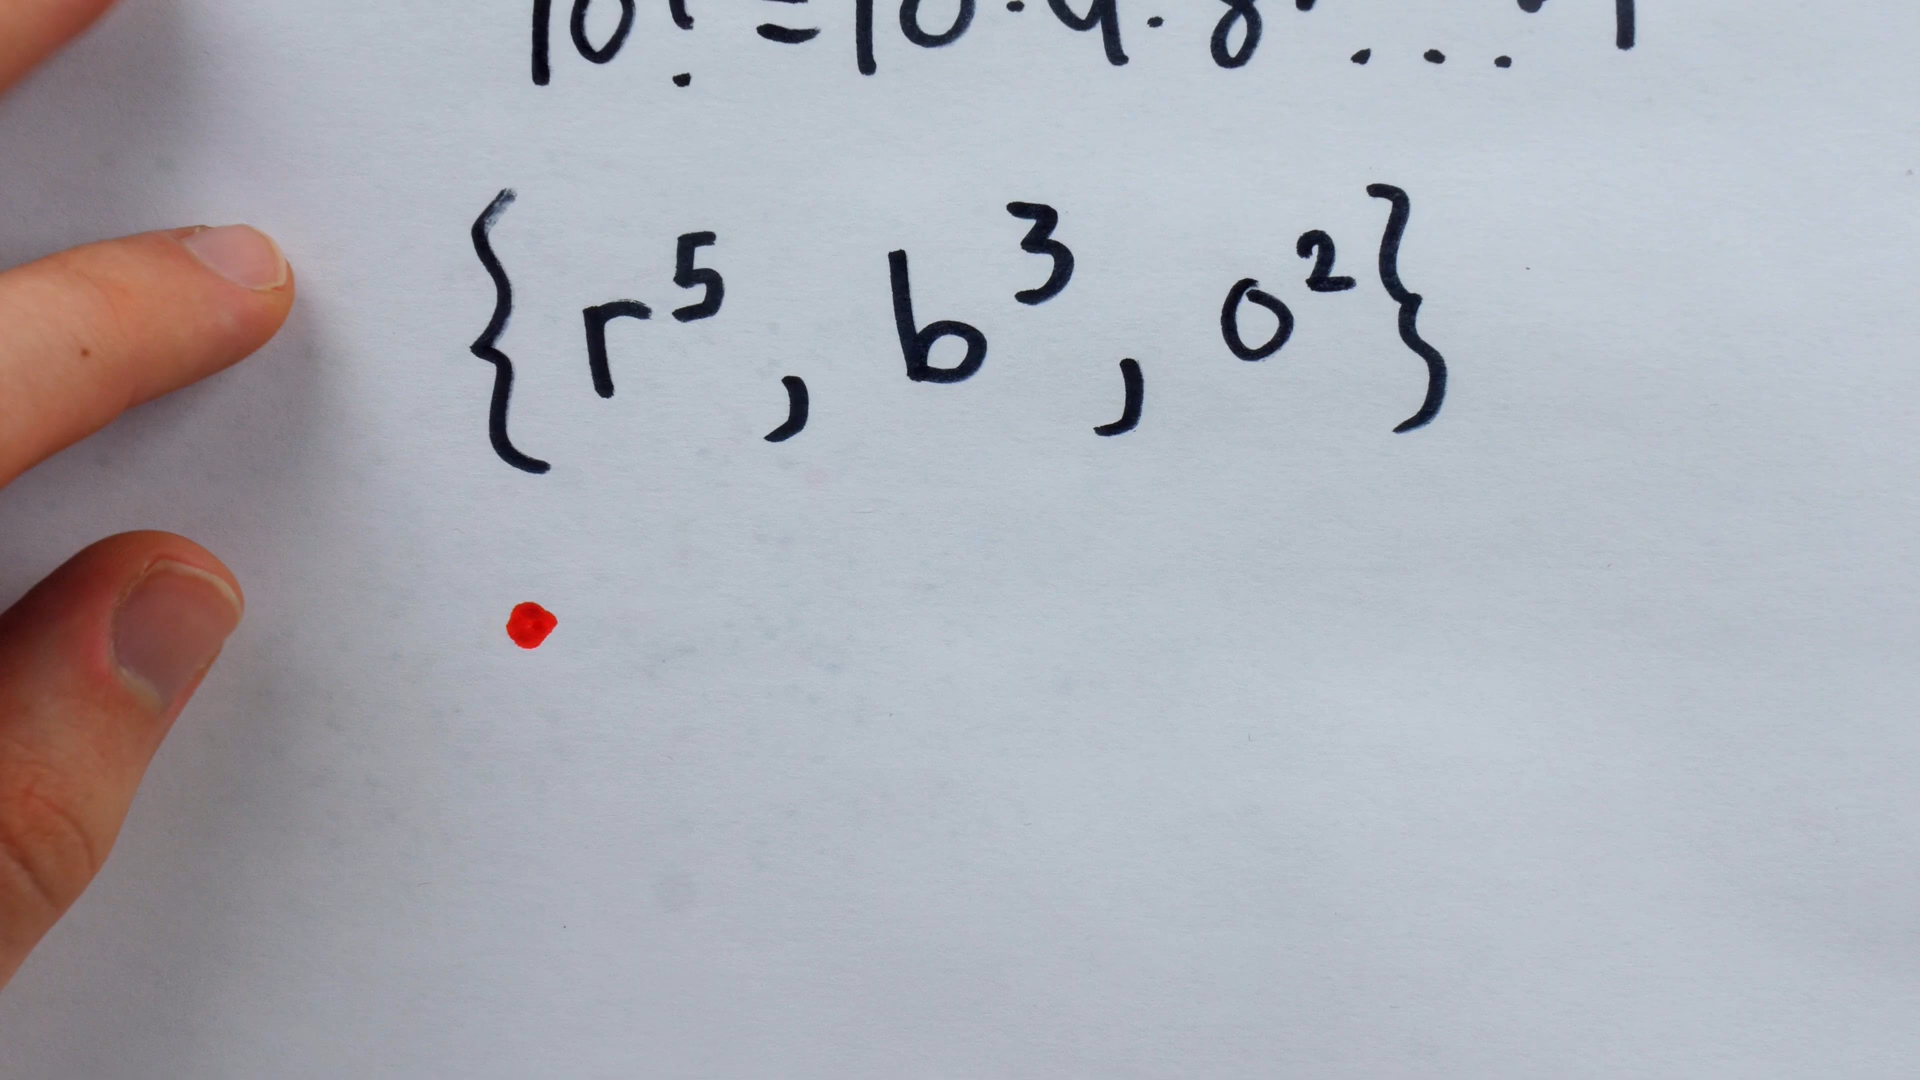 10! = 10 · 9 · 8 · ... · 1
{ r⁵, b³, o² }